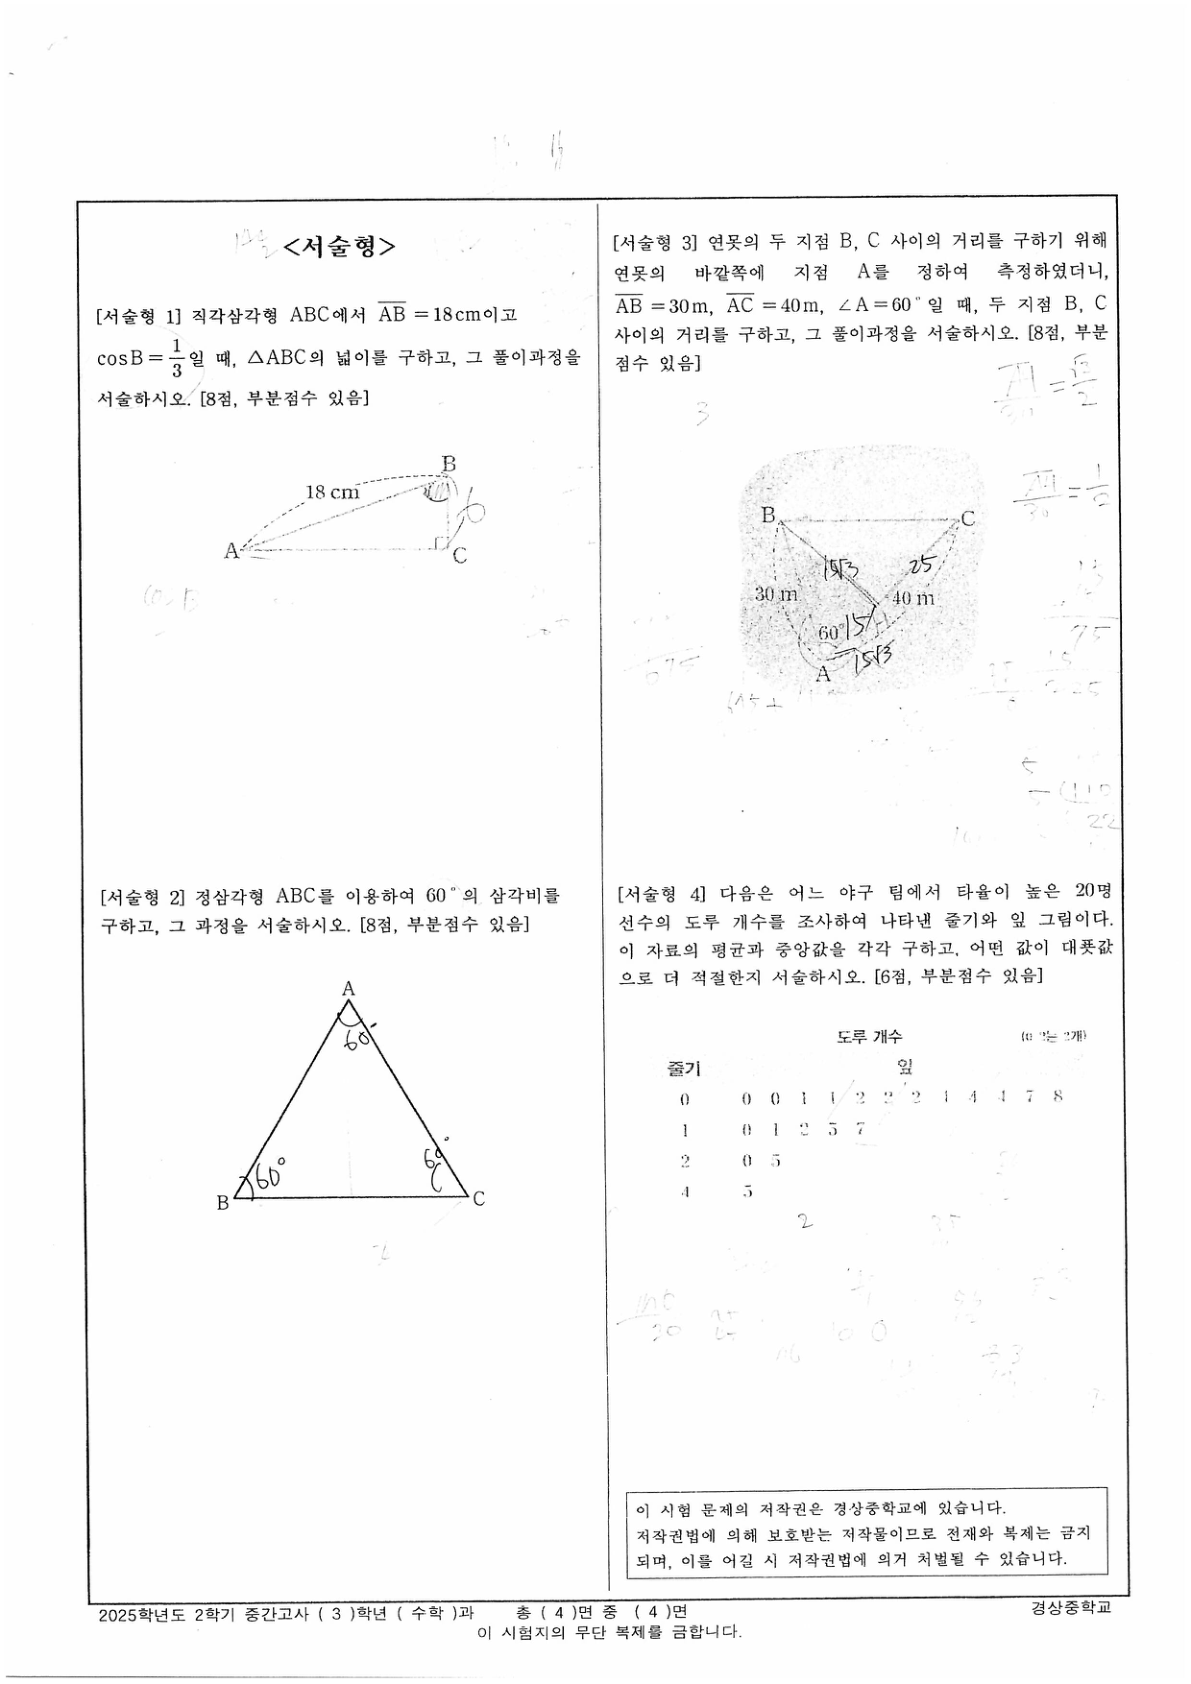 <서술형>
[서술형 1] 직각삼각형 ABC에서 AB = 18cm이고
cosB = 1/3 일 때, △ABC의 넓이를 구하고, 그 풀이과정을
서술하시오. [8점, 부분점수 있음]
B
18 cm
6
A
C
[서술형 2] 정삼각형 ABC를 이용하여 60°의 삼각비를
구하고, 그 과정을 서술하시오. [8점, 부분점수 있음]
A
60°
60°
60°
B
C
[서술형 3] 연못의 두 지점 B, C 사이의 거리를 구하기 위해
연못의 바깥쪽에 지점 A를 정하여 측정하였더니,
AB = 30m, AC = 40m, ∠A = 60°일 때, 두 지점 B, C
사이의 거리를 구하고, 그 풀이과정을 서술하시오. [8점, 부분
점수 있음]
3
B
C
15√3
25
30 m
40 m
60°
15
15√3
A
[서술형 4] 다음은 어느 야구 팀에서 타율이 높은 20명
선수의 도루 개수를 조사하여 나타낸 줄기와 잎 그림이다.
이 자료의 평균과 중앙값을 각각 구하고, 어떤 값이 대푯값
으로 더 적절한지 서술하시오. [6점, 부분점수 있음]
도루 개수
줄기 잎
0 0 0 1 1 2 2 2 4 4 4 7 8
1 0 1 2 5 7
2 0 5
4 5
2
이 시험 문제의 저작권은 경상중학교에 있습니다.
저작권법에 의해 보호받는 저작물이므로 전재와 복제는 금지
되며, 이를 어길 시 저작권법에 의거 처벌될 수 있습니다.
2025학년도 2학기 중간고사 ( 3 )학년 ( 수학 )과 총 ( 4 )면 중 ( 4 )면 경상중학교
이 시험지의 무단 복제를 금합니다.